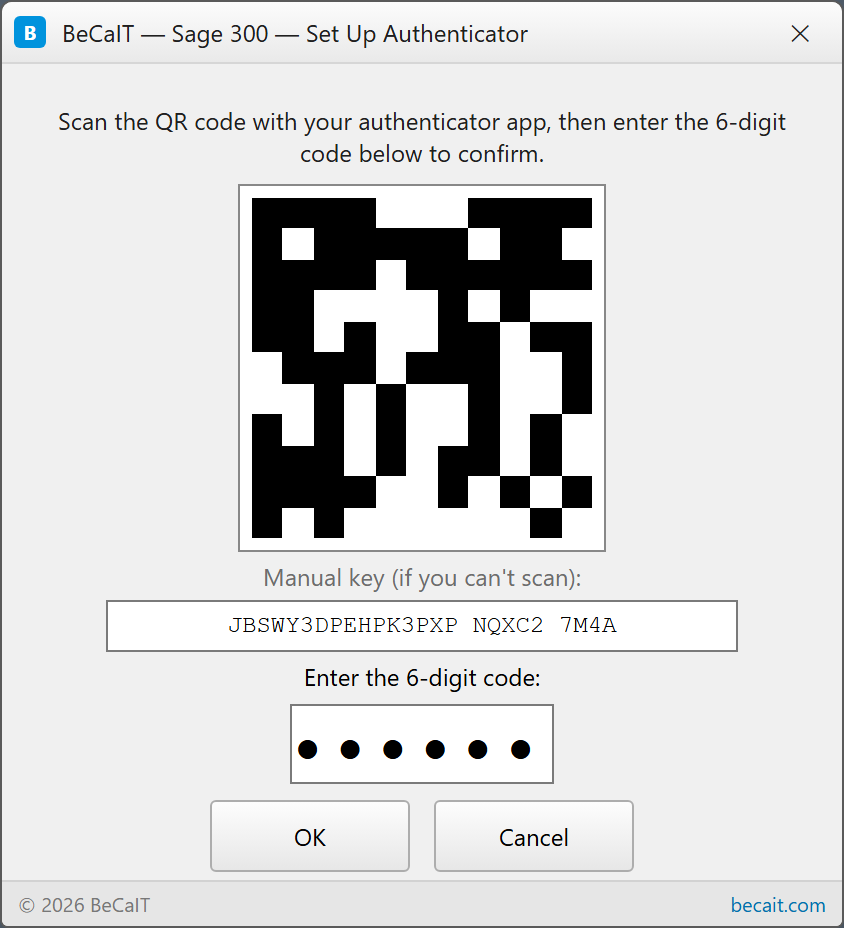 B BeCaIT — Sage 300 — Set Up Authenticator
Scan the QR code with your authenticator app, then enter the 6-digit
code below to confirm.
Manual key (if you can't scan):
JBSWY3DPEHPK3PXP NQXC2 7M4A
Enter the 6-digit code:
OK Cancel
© 2026 BeCaIT becait.com